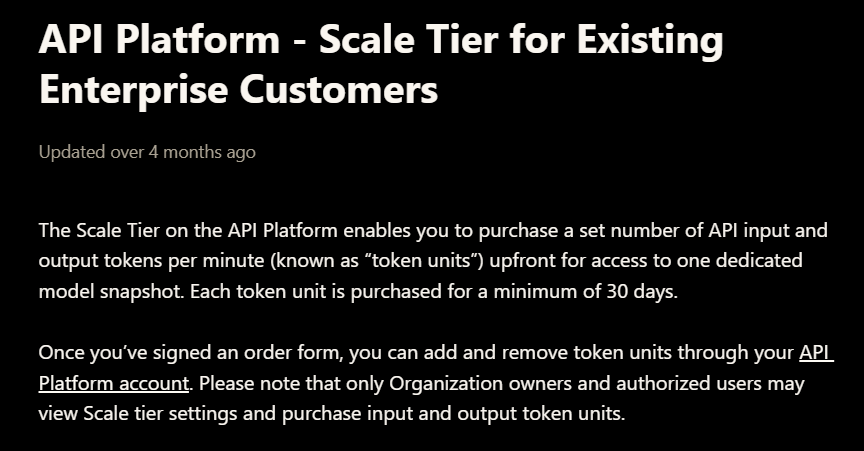 API Platform - Scale Tier for Existing
Enterprise Customers
Updated over 4 months ago
The Scale Tier on the API Platform enables you to purchase a set number of API input and
output tokens per minute (known as “token units”) upfront for access to one dedicated
model snapshot. Each token unit is purchased for a minimum of 30 days.
Once you’ve signed an order form, you can add and remove token units through your API
Platform account. Please note that only Organization owners and authorized users may
view Scale tier settings and purchase input and output token units.